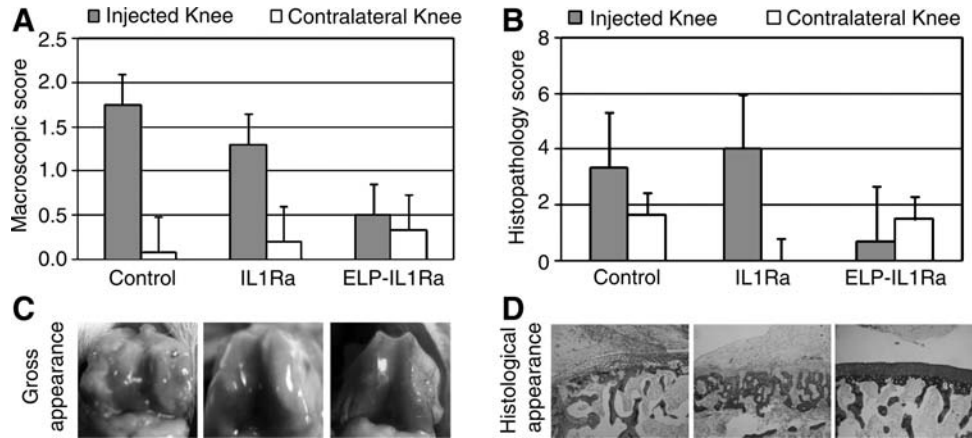 A
Injected Knee
Contralateral Knee
Macroscopic score
2.5
2.0
1.5
1.0
0.5
0.0
Control
IL1Ra
ELP-IL1Ra
B
Injected Knee
Contralateral Knee
Histopathology score
8
6
4
2
0
Control
IL1Ra
ELP-IL1Ra
C
Gross
appearance
D
Histological
appearance